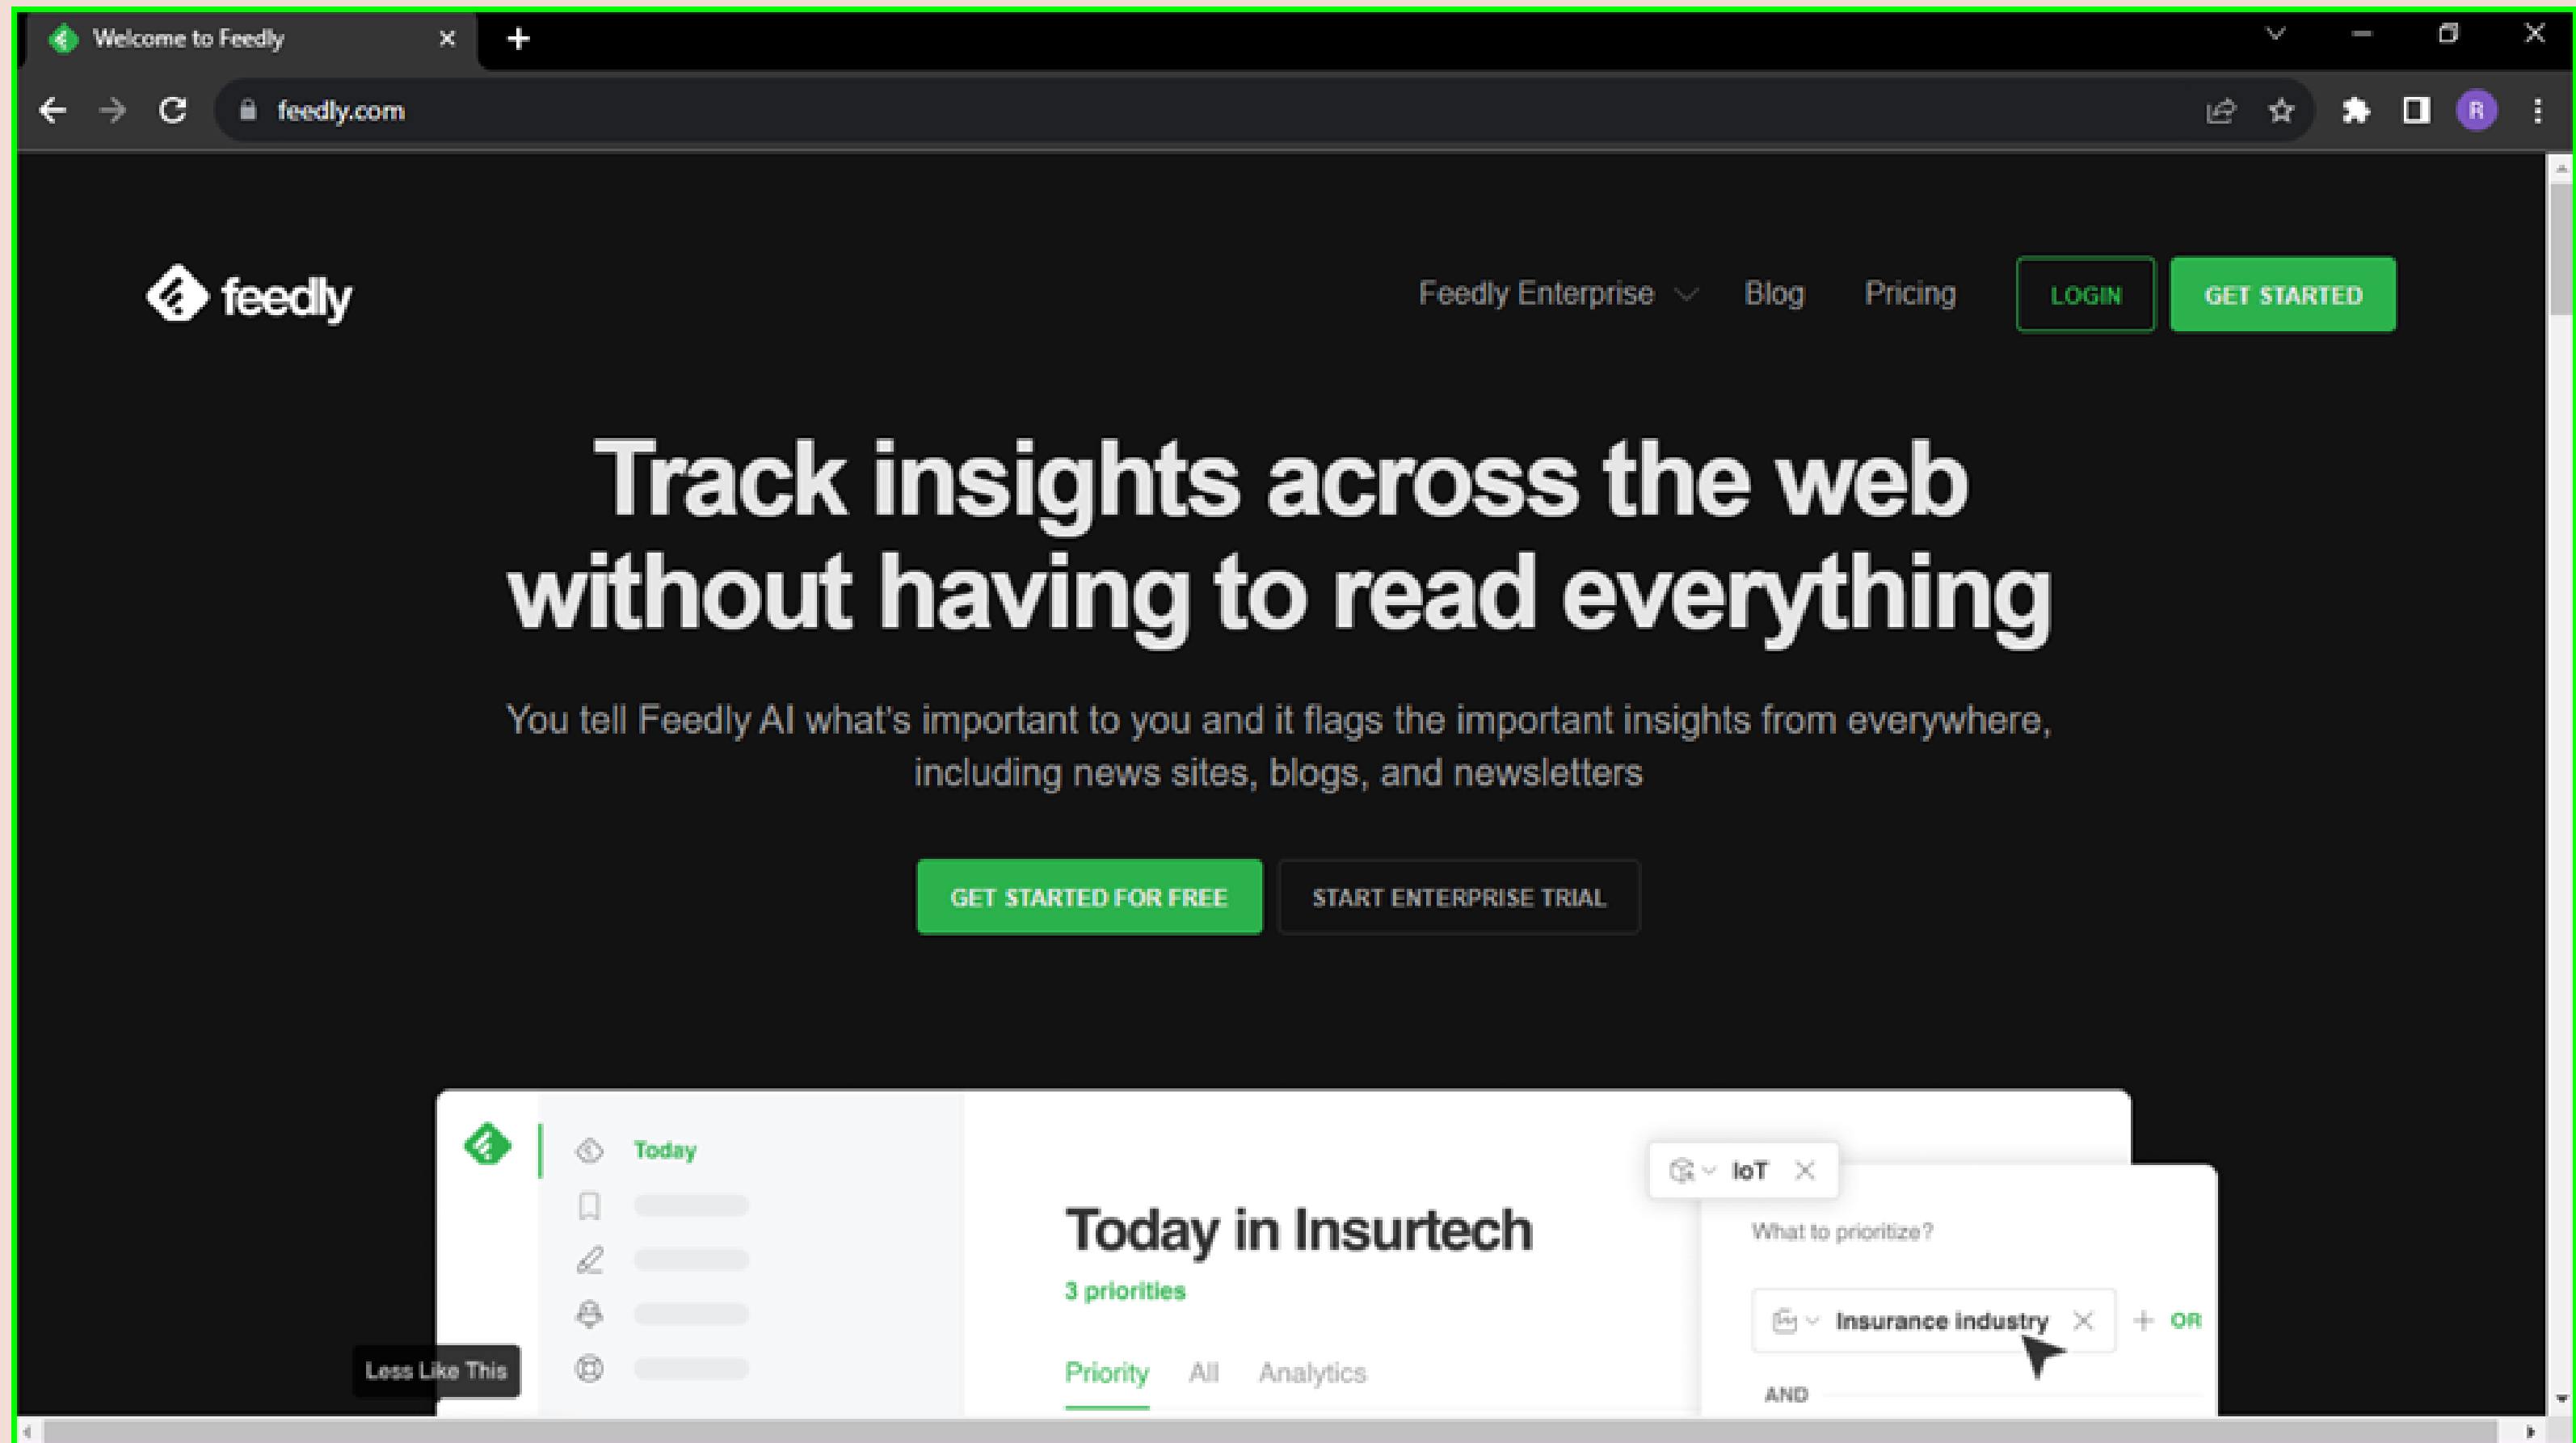 Welcome to Feedly
feedly.com
R
feedly
Feedly Enterprise
Blog
Pricing
LOGIN
GET STARTED
Track insights across the web
without having to read everything
You tell Feedly AI what's important to you and it flags the important insights from everywhere,
including news sites, blogs, and newsletters
GET STARTED FOR FREE
START ENTERPRISE TRIAL
Today
IoT
Today in Insurtech
What to prioritize?
3 priorities
Insurance industry
OR
Less Like This
Priority
All
Analytics
AND